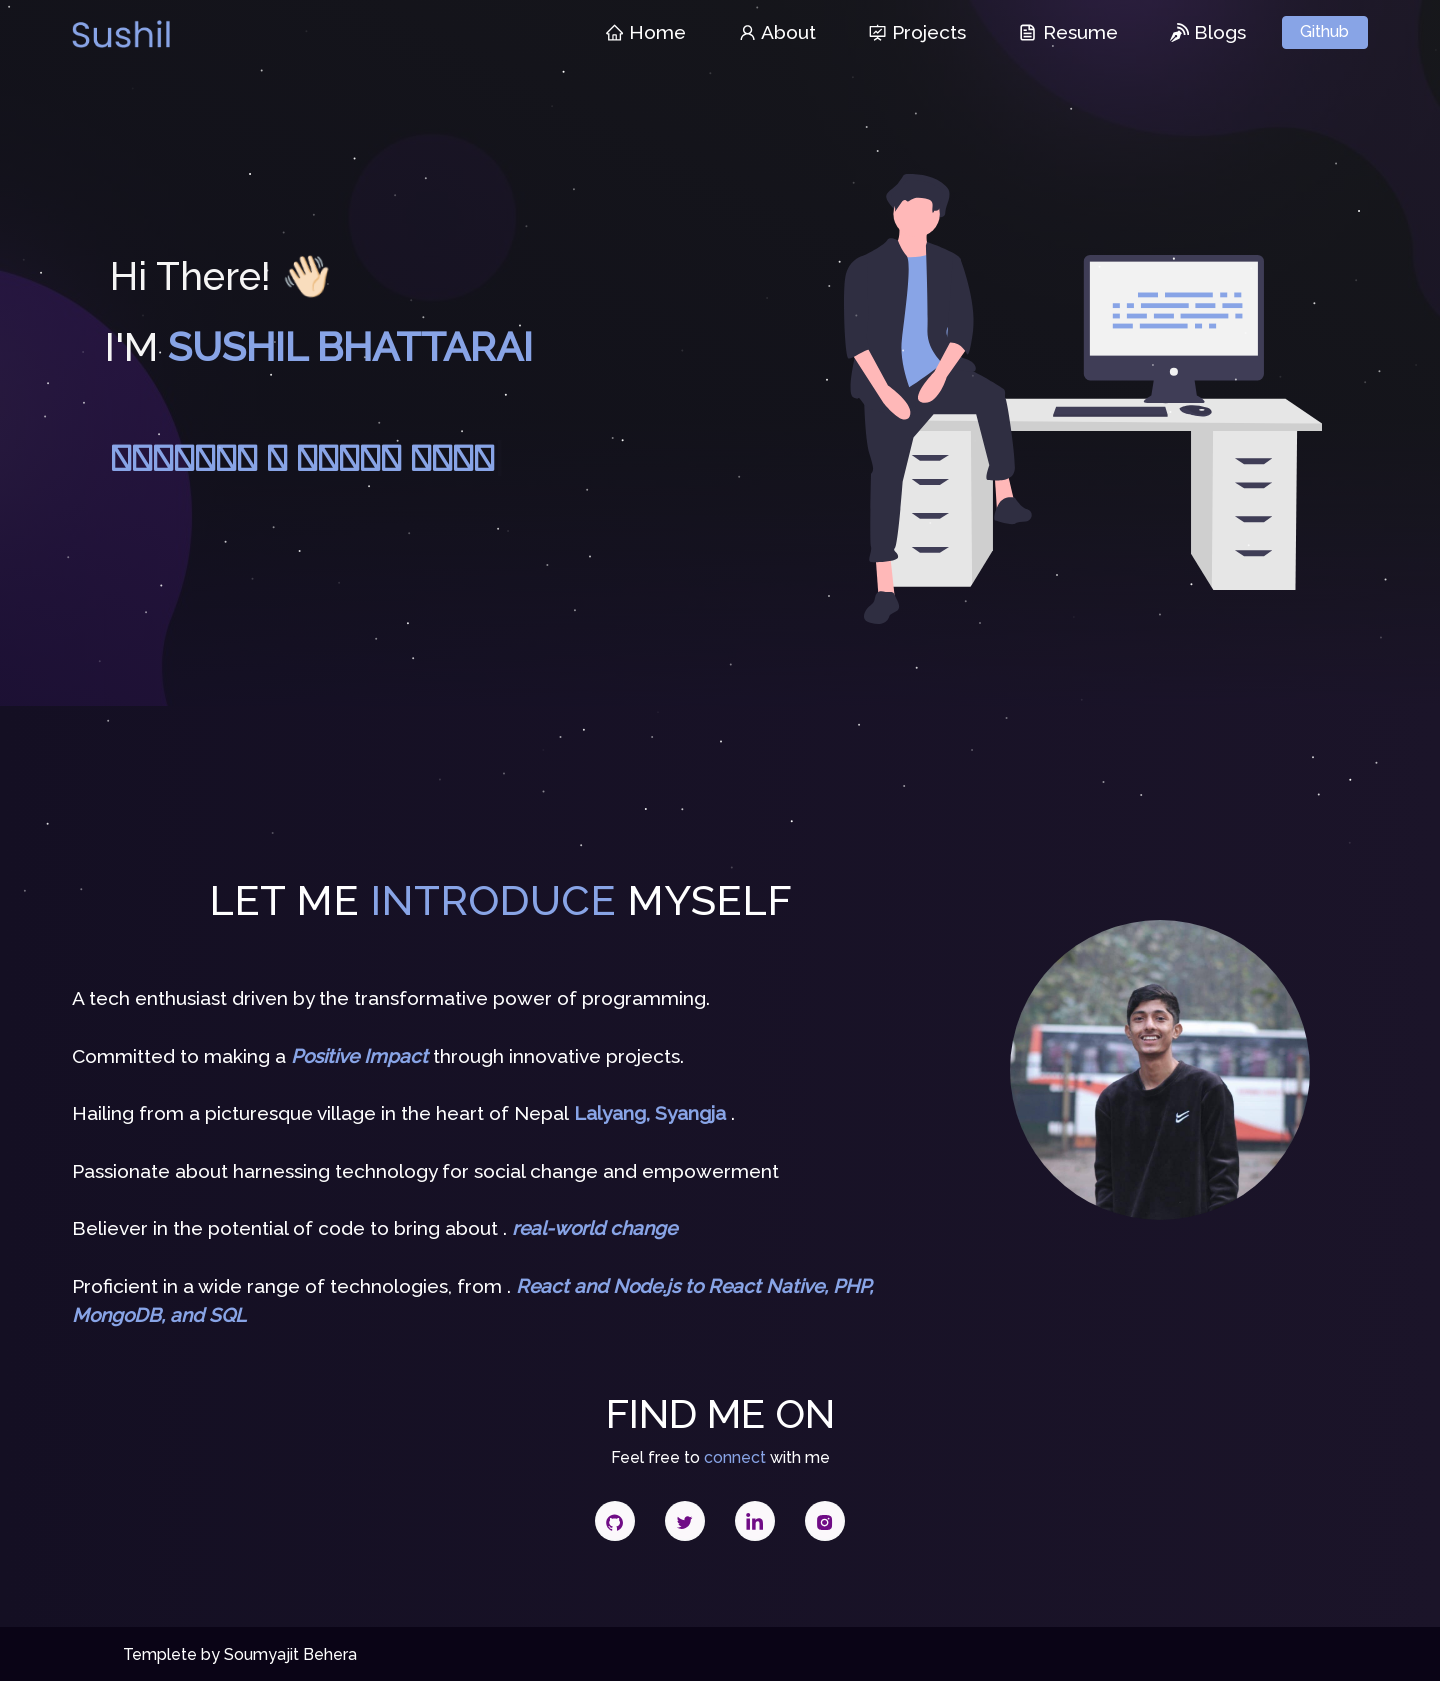 Sushil
Home About Projects Resume Blogs Github
Hi There! 👋🏻
I'M SUSHIL BHATTARAI
LET ME INTRODUCE MYSELF
A tech enthusiast driven by the transformative power of programming.
Committed to making a Positive Impact through innovative projects.
Hailing from a picturesque village in the heart of Nepal Lalyang, Syangja .
Passionate about harnessing technology for social change and empowerment
Believer in the potential of code to bring about . real-world change
Proficient in a wide range of technologies, from . React and Node.js to React Native, PHP,
MongoDB, and SQL
FIND ME ON
Feel free to connect with me
Templete by Soumyajit Behera